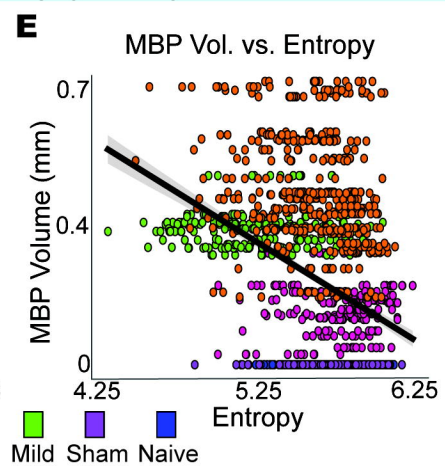 E
MBP Vol. vs. Entropy
MBP Volume (mm)
0.7
0.4
0
4.25 5.25 6.25
Entropy
Mild Sham Naive